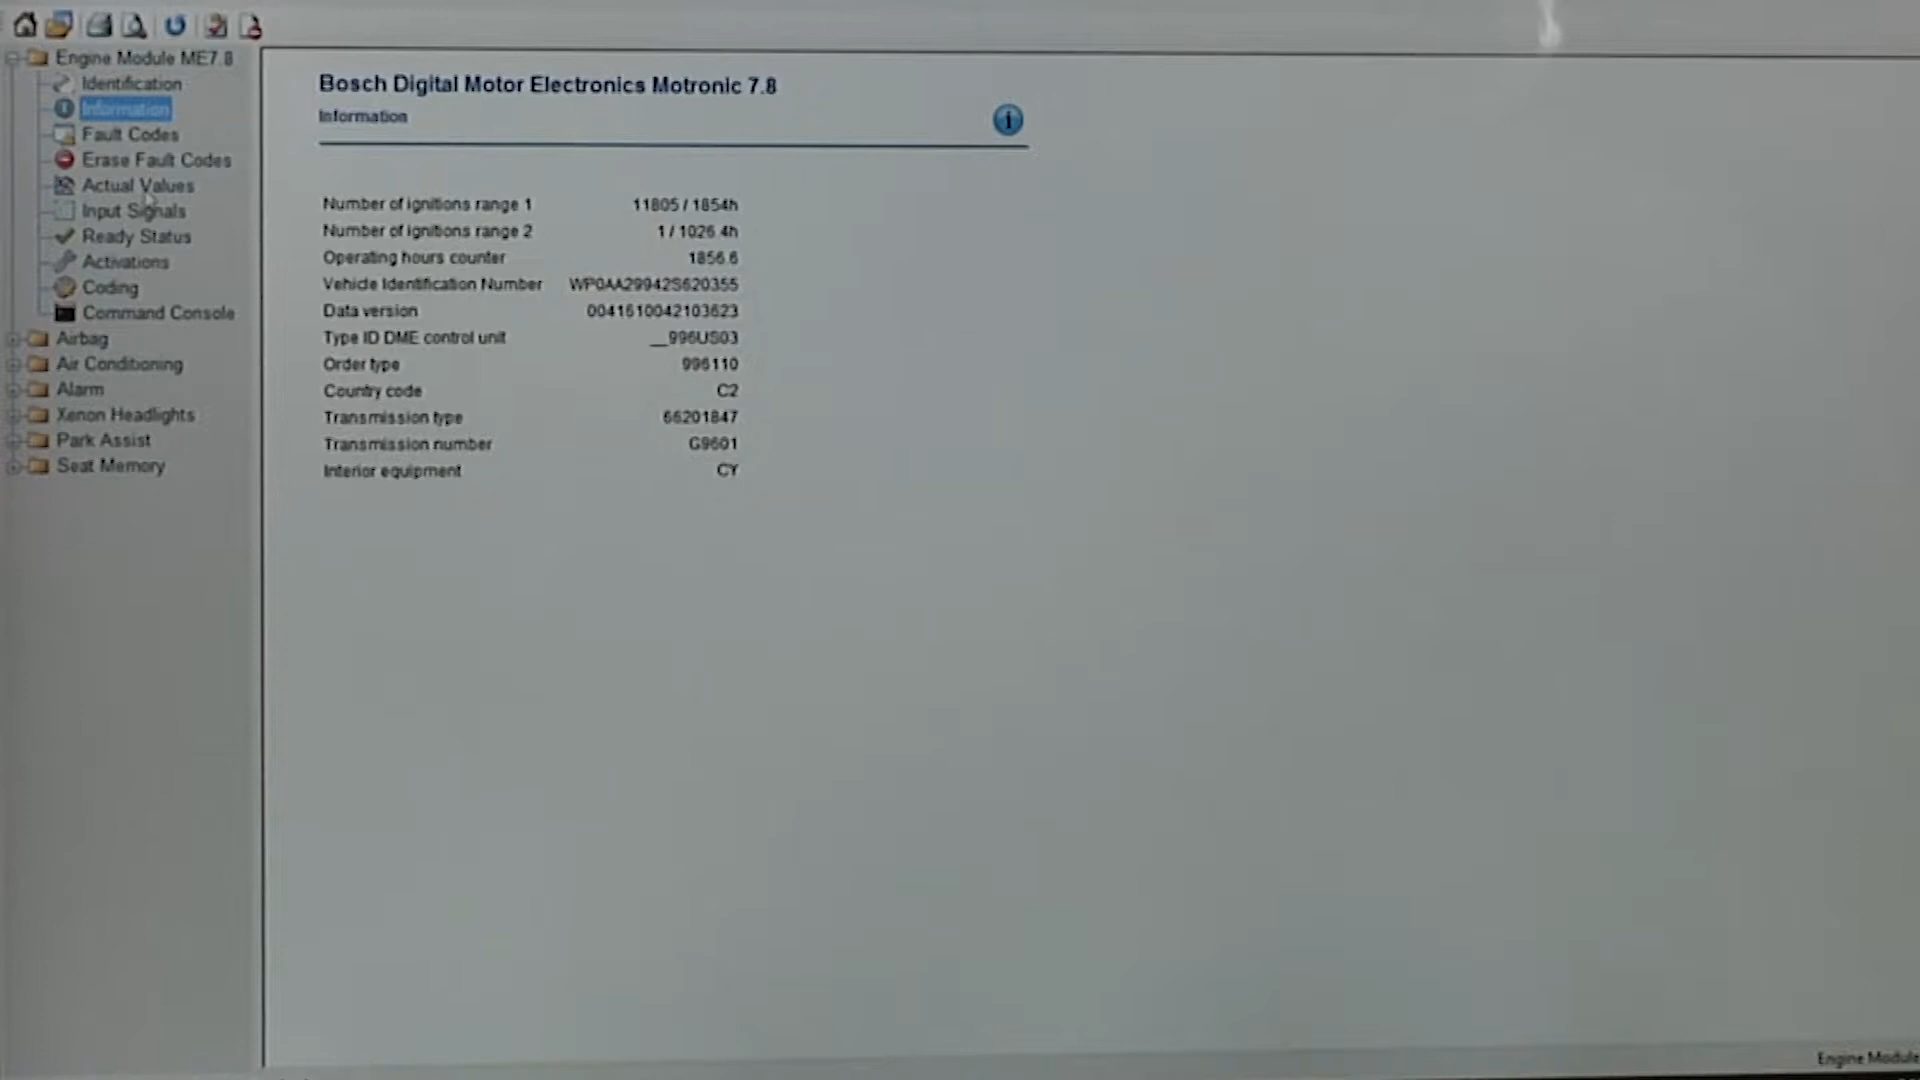 Engine Module ME7.8
Identification
Information
Fault Codes
Erase Fault Codes
Actual Values
Input Signals
Ready Status
Activations
Coding
Command Console
Airbag
Air Conditioning
Alarm
Xenon Headlights
Park Assist
Seat Memory
Bosch Digital Motor Electronics Motronic 7.8
Information
Number of ignitions range 1 11805 / 1854h
Number of ignitions range 2 1 / 1026.4h
Operating hours counter 1856.6
Vehicle Identification Number WP0AA29942S620355
Data version 0041610042103623
Type ID DME control unit __996US03
Order type 996110
Country code C2
Transmission type 66201847
Transmission number G9601
Interior equipment CY
Engine Module